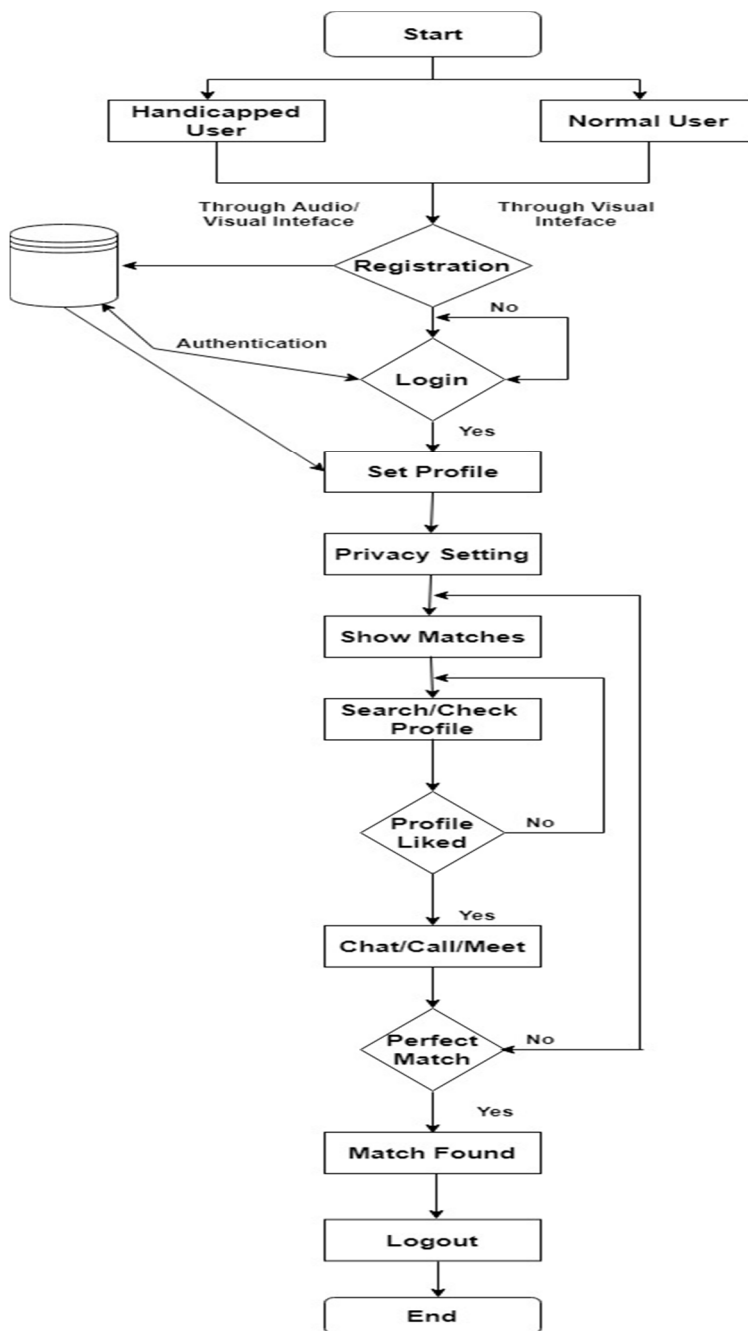 Start
Handicapped
User
Normal User
Through Audio/
Visual Inteface
Through Visual
Inteface
Registration
No
Authentication
Login
Yes
Set Profile
Privacy Setting
Show Matches
Search/Check
Profile
Profile
Liked
No
Yes
Chat/Call/Meet
Perfect
Match
No
Yes
Match Found
Logout
End